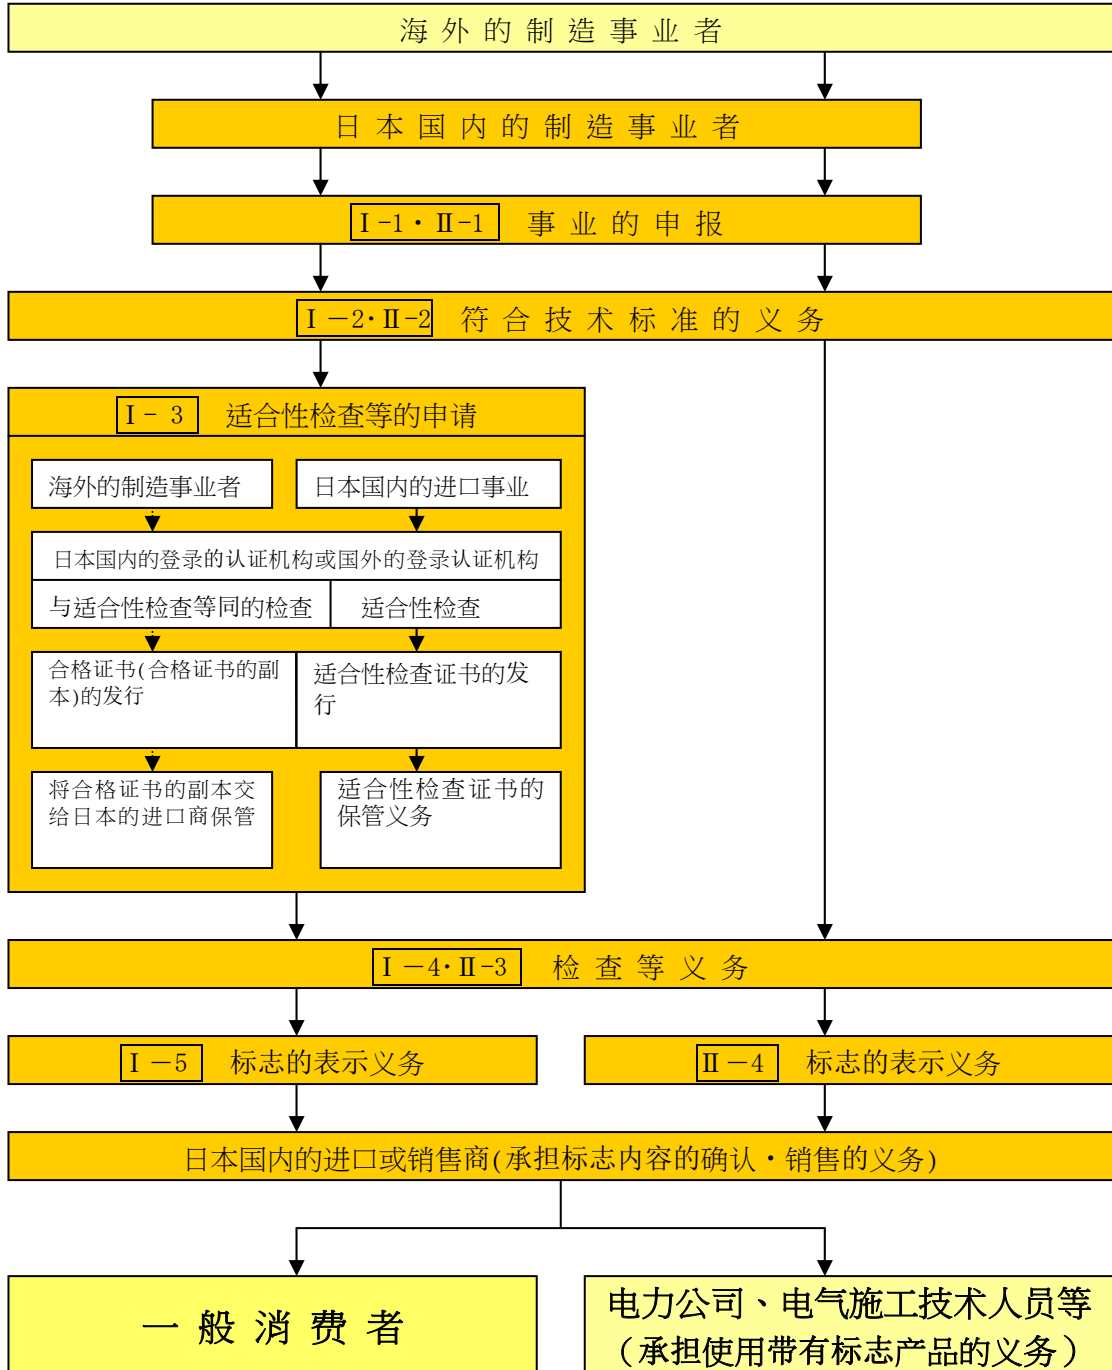 海外的制造事业者
日本国内的制造事业者
Ⅰ-1・Ⅱ-1 事业的申报
Ⅰ－2・Ⅱ-2 符合技术标准的义务
Ⅰ- 3 适合性检查等的申请
海外的制造事业者
日本国内的进口事业
日本国内的登录的认证机构或国外的登录认证机构
与适合性检查等同的检查
适合性检查
合格证书(合格证书的副
本)的发行
适合性检查证书的发
行
将合格证书的副本交
给日本的进口商保管
适合性检查证书的
保管义务
Ⅰ－4・Ⅱ-3 检查等义务
Ⅰ－5 标志的表示义务
Ⅱ－4 标志的表示义务
日本国内的进口或销售商(承担标志内容的确认・销售的义务)
一般消费者
电力公司、电气施工技术人员等
（承担使用带有标志产品的义务）